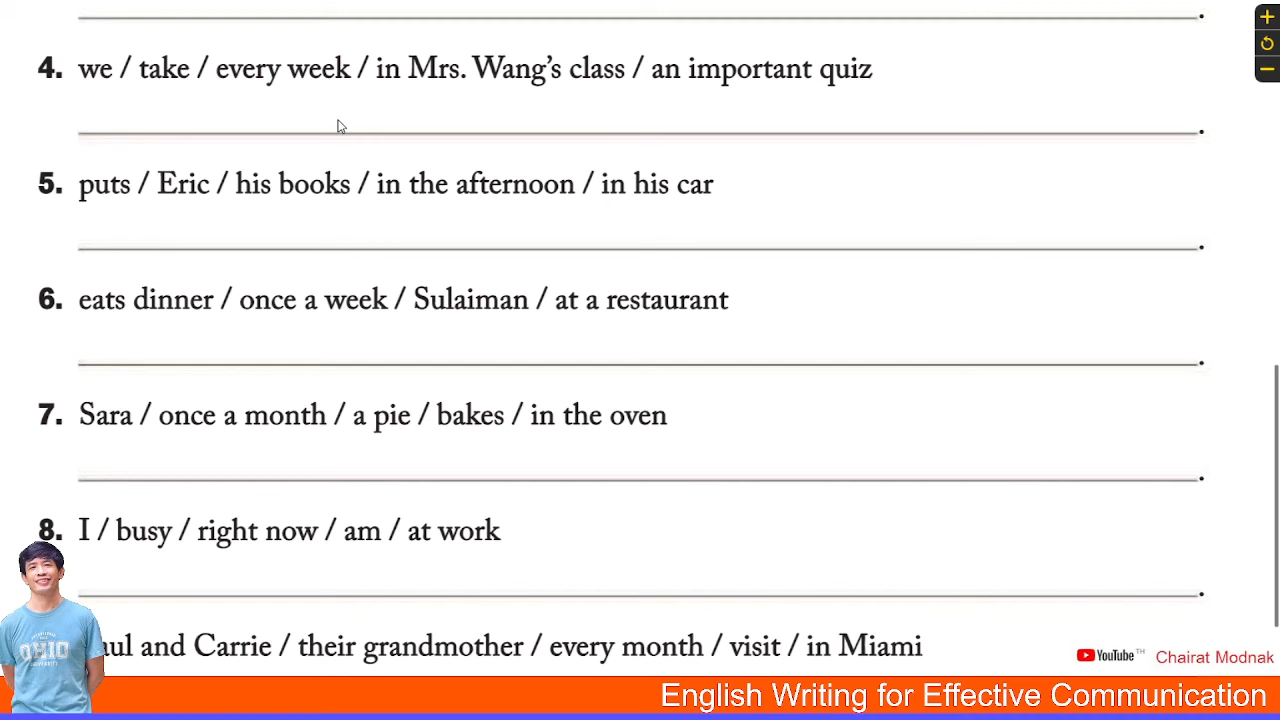 4. we / take / every week / in Mrs. Wang's class / an important quiz
5. puts / Eric / his books / in the afternoon / in his car
6. eats dinner / once a week / Sulaiman / at a restaurant
7. Sara / once a month / a pie / bakes / in the oven
8. I / busy / right now / am / at work
and Carrie / their grandmother / every month / visit / in Miami
YouTube TH Chairat Modnak
OHIO
English Writing for Effective Communication